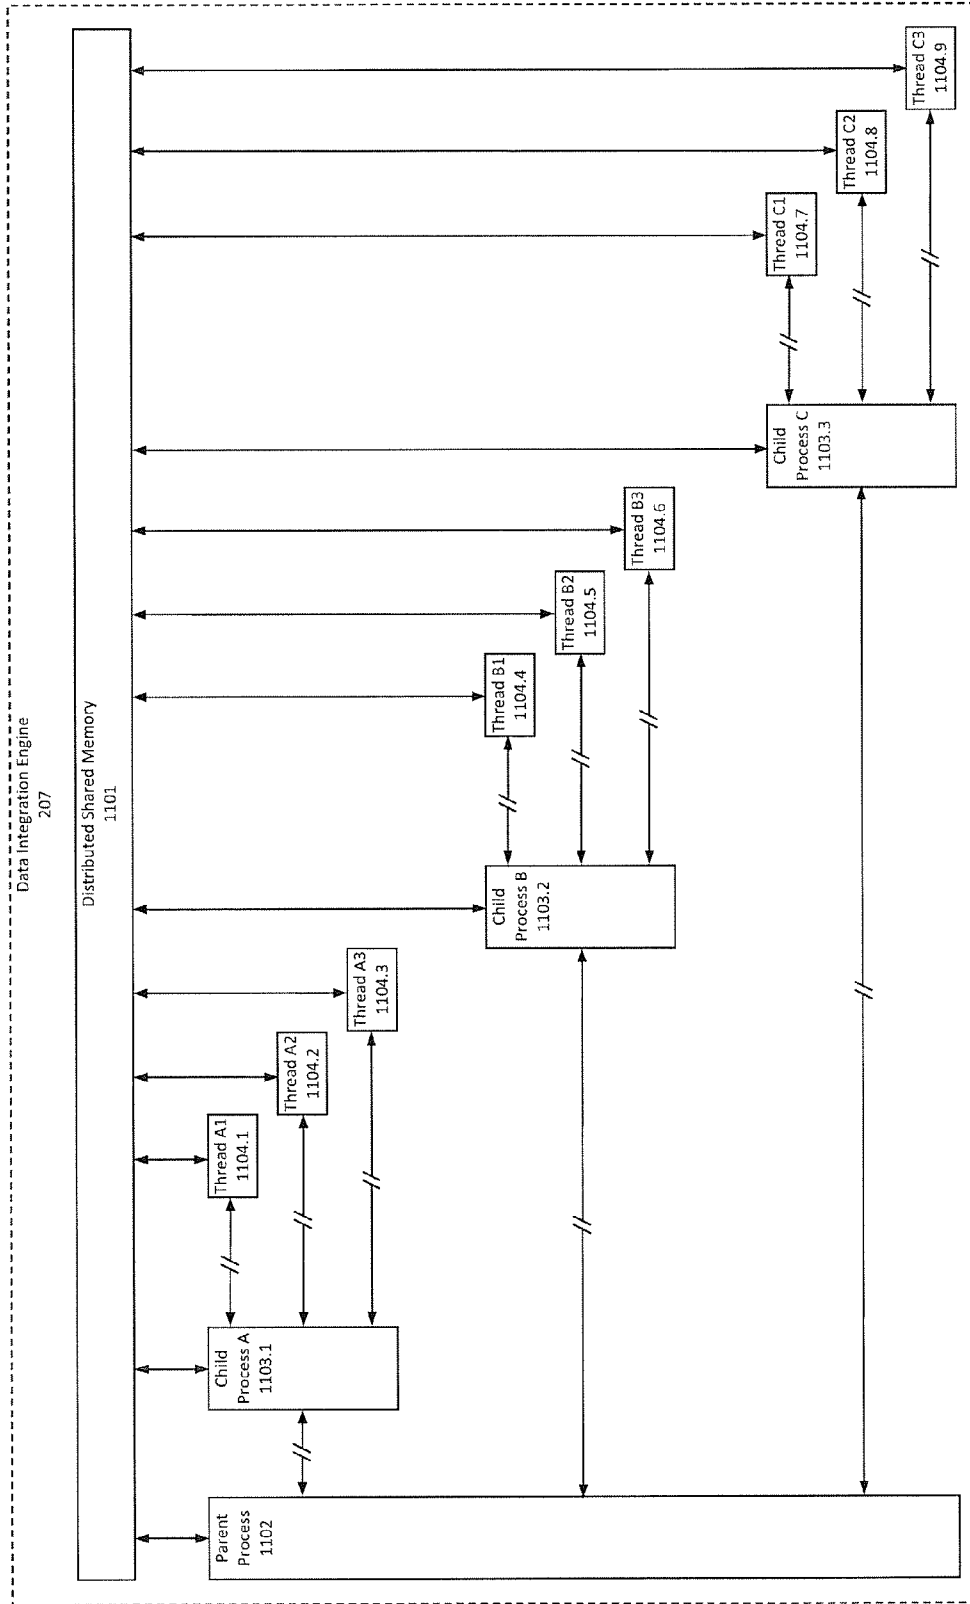 Data Integration Engine
207
Distributed Shared Memory
1101
Parent
Process
1102
Child
Process A
1103.1
Thread A1
1104.1
Thread A2
1104.2
Thread A3
1104.3
Child
Process B
1103.2
Thread B1
1104.4
Thread B2
1104.5
Thread B3
1104.6
Child
Process C
1103.3
Thread C1
1104.7
Thread C2
1104.8
Thread C3
1104.9